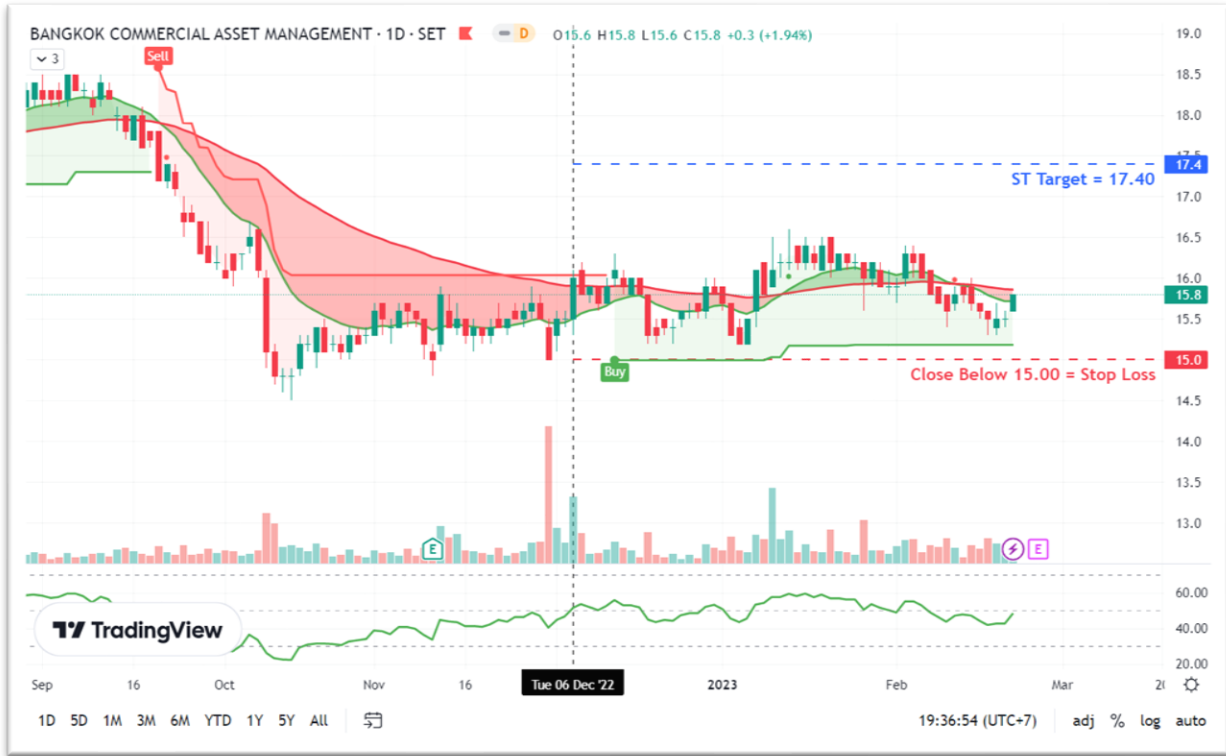 BANGKOK COMMERCIAL ASSET MANAGEMENT · 1D · SET D O15.6 H15.8 L15.6 C15.8 +0.3 (+1.94%)
3
Sell
19.0
18.5
18.0
17.5
17.4
ST Target = 17.40
17.0
16.5
16.0
15.8
15.5
15.0
Buy
Close Below 15.00 = Stop Loss
14.5
14.0
13.5
13.0
E E
60.00
40.00
20.00
TradingView
Sep 16 Oct Nov 16 Tue 06 Dec '22 2023 Feb Mar 20
1D 5D 1M 3M 6M YTD 1Y 5Y All 19:36:54 (UTC+7) adj % log auto